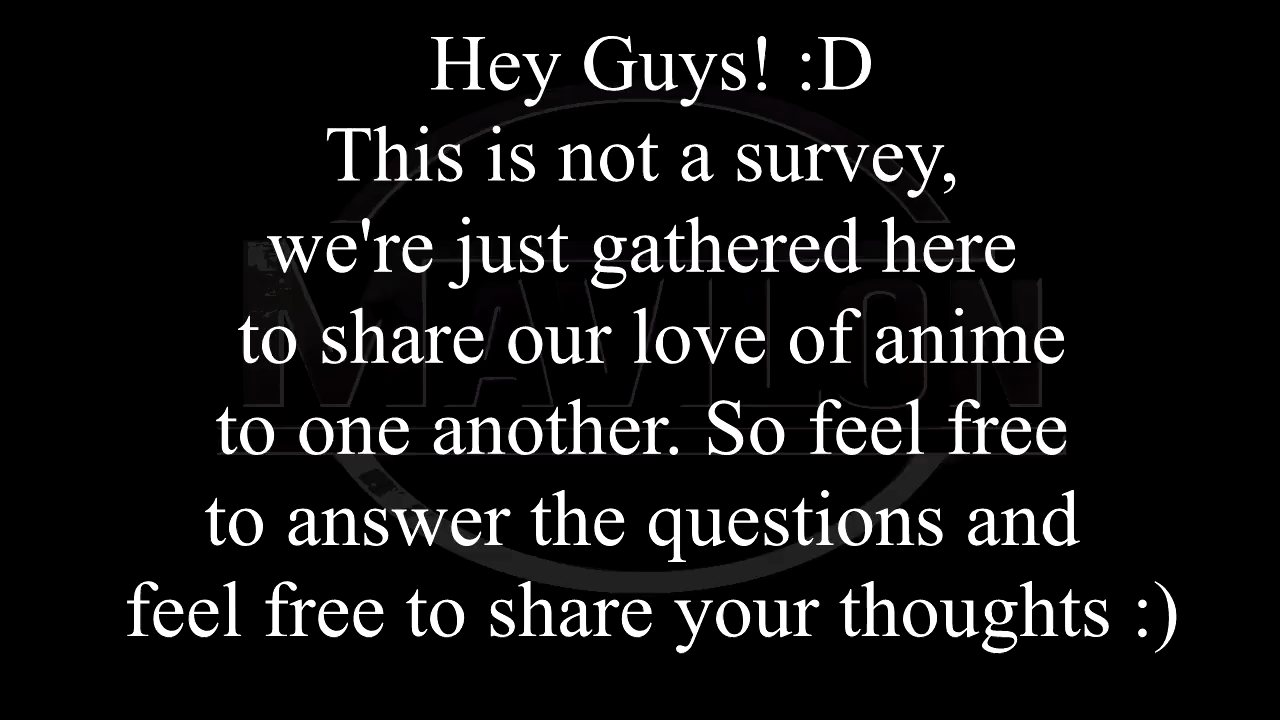 Hey Guys! :D
This is not a survey,
we're just gathered here
to share our love of anime
to one another. So feel free
to answer the questions and
feel free to share your thoughts :)
MAVILON